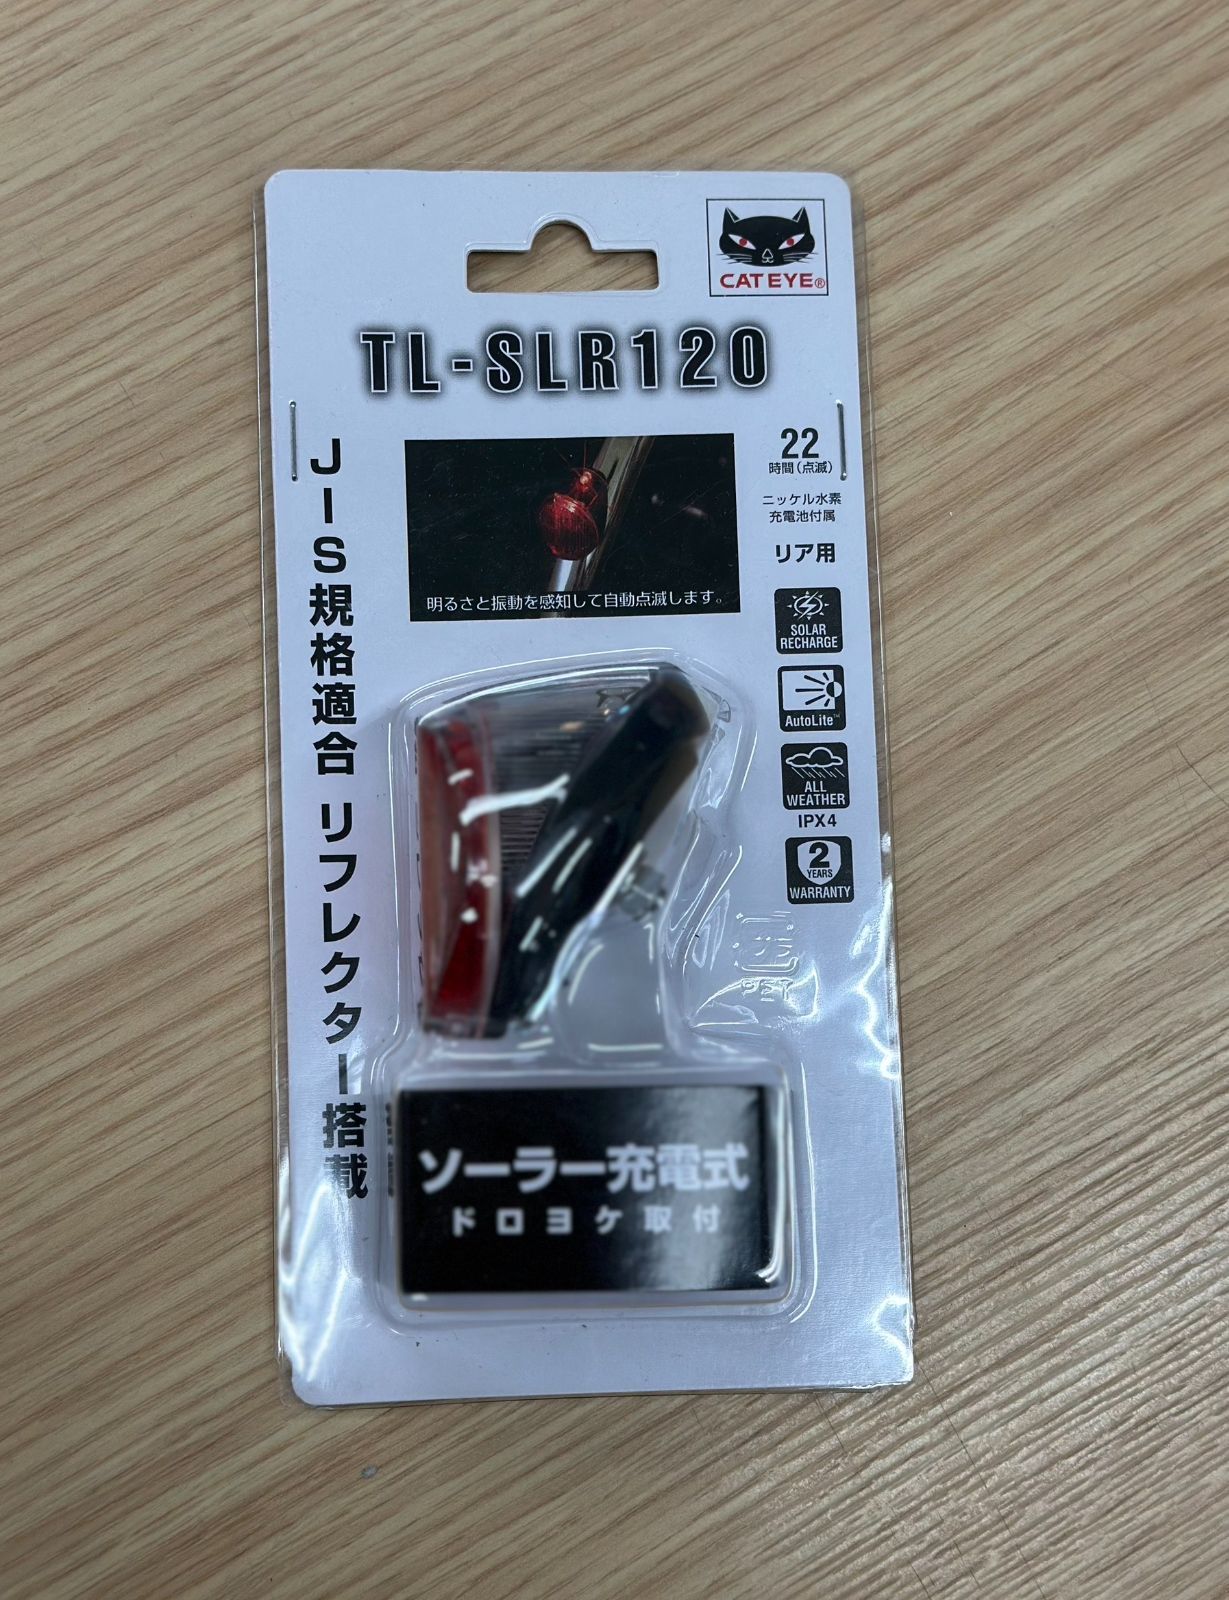 CATEYE®
TL-SLR120
JIS規格適合 リフレクター搭載
22
時間(点滅)
ニッケル水素
充電池付属
リア用
明るさと振動を感知して自動点滅します。
SOLAR
RECHARGE
AutoLite™
ALL
WEATHER
IPX4
2
YEARS
WARRANTY
PET
ソーラー充電式
ドロヨケ取付